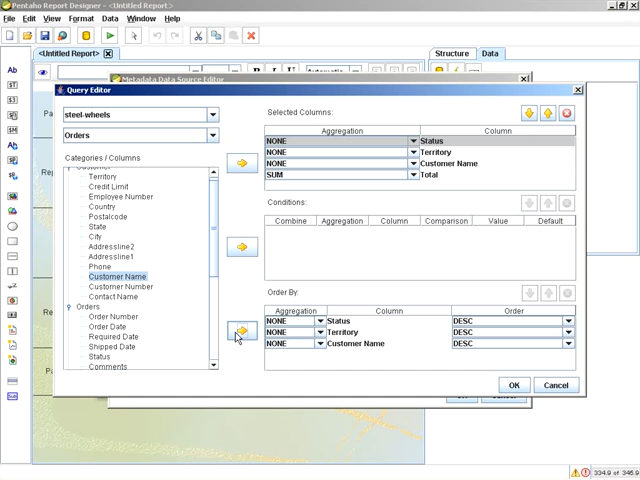 Pentaho Report Designer - <Untitled Report>
File Edit View Format Data Window Help
<Untitled Report>
Structure Data
Metadata Data Source Editor
Automatic
Query Editor
steel-wheels
Orders
Categories / Columns
Customer
Territory
Credit Limit
Employee Number
Country
Postalcode
State
City
Addressline2
Addressline1
Phone
Customer Name
Customer Number
Contact Name
Orders
Order Number
Order Date
Required Date
Shipped Date
Status
Comments
Selected Columns:
Aggregation Column
NONE Status
NONE Territory
NONE Customer Name
SUM Total
Conditions:
Combine Aggregation Column Comparison Value Default
Order By:
Aggregation Column Order
NONE Status DESC
NONE Territory DESC
NONE Customer Name DESC
OK Cancel
334.9 of 346.9